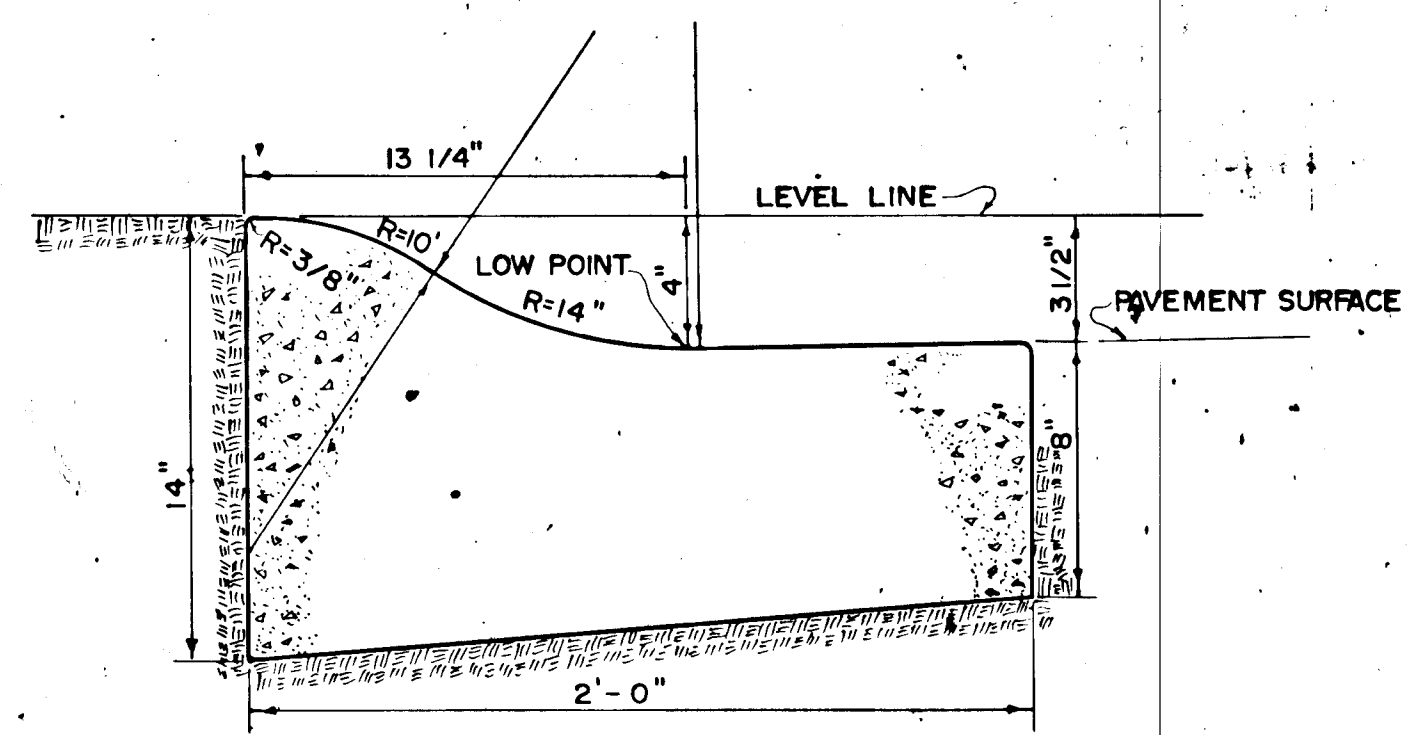 13 1/4"
LEVEL LINE
R=10'
R=3/8"
LOW POINT
4"
3 1/2"
R=14"
PAVEMENT SURFACE
14"
8"
2'-0"